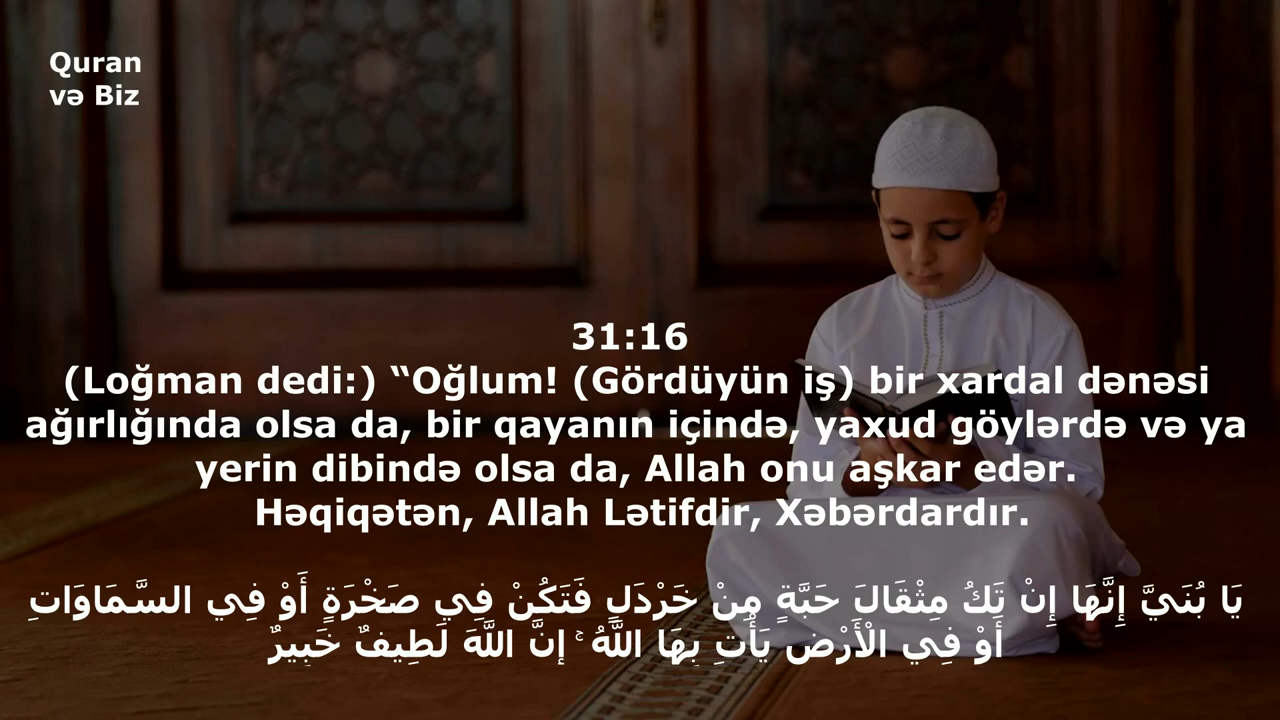 Quran
və Biz
31:16
(Loğman dedi:) “Oğlum! (Gördüyün iş) bir xardal dənəsi
ağırlığında olsa da, bir qayanın içində, yaxud göylərdə və ya
yerin dibində olsa da, Allah onu aşkar edər.
Həqiqətən, Allah Lətifdir, Xəbərdardır.
يَا بُنَيَّ إِنَّهَا إِنْ تَكُ مِثْقَالَ حَبَّةٍ مِنْ خَرْدَلٍ فَتَكُنْ فِي صَخْرَةٍ أَوْ فِي السَّمَاوَاتِ
أَوْ فِي الْأَرْضِ يَأْتِ بِهَا اللَّهُ ۚ إِنَّ اللَّهَ لَطِيفٌ خَبِيرٌ